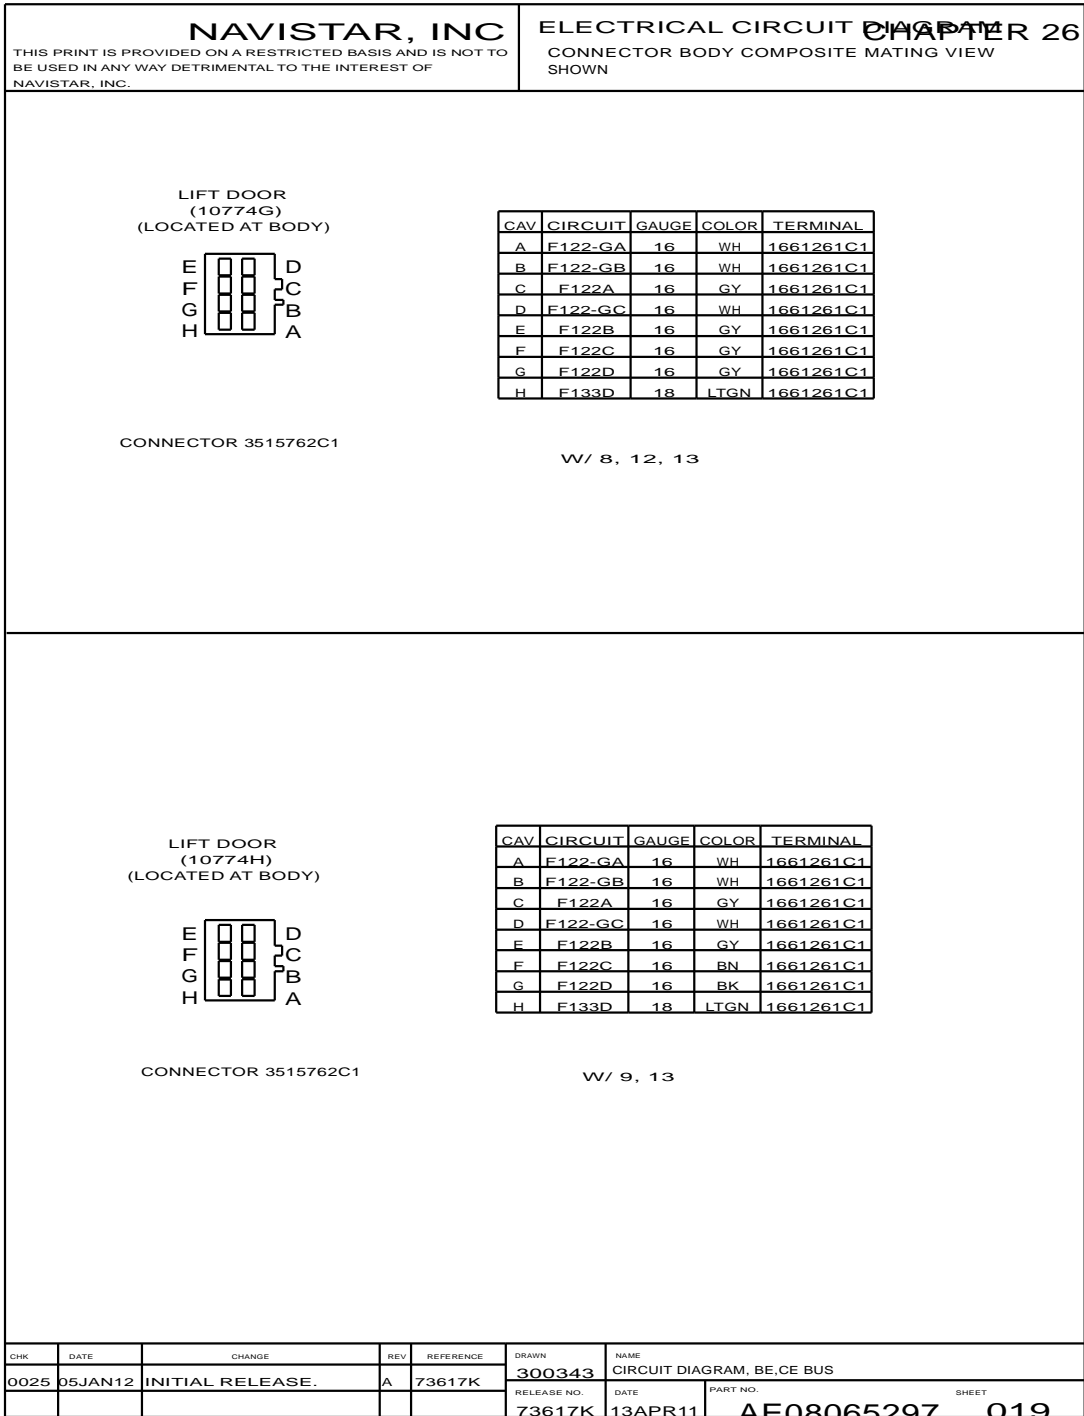 NAVISTAR, INC
THIS PRINT IS PROVIDED ON A RESTRICTED BASIS AND IS NOT TO
BE USED IN ANY WAY DETRIMENTAL TO THE INTEREST OF
NAVISTAR, INC.
ELECTRICAL CIRCUIT DIAGRAM
CHAPTER 26
CONNECTOR BODY COMPOSITE MATING VIEW
SHOWN
LIFT DOOR
(10774G)
(LOCATED AT BODY)
E D
F C
G B
H A
CONNECTOR 3515762C1
CAV CIRCUIT GAUGE COLOR TERMINAL
A F122-GA 16 WH 1661261C1
B F122-GB 16 WH 1661261C1
C F122A 16 GY 1661261C1
D F122-GC 16 WH 1661261C1
E F122B 16 GY 1661261C1
F F122C 16 GY 1661261C1
G F122D 16 GY 1661261C1
H F133D 18 LTGN 1661261C1
W/ 8, 12, 13
LIFT DOOR
(10774H)
(LOCATED AT BODY)
E D
F C
G B
H A
CONNECTOR 3515762C1
CAV CIRCUIT GAUGE COLOR TERMINAL
A F122-GA 16 WH 1661261C1
B F122-GB 16 WH 1661261C1
C F122A 16 GY 1661261C1
D F122-GC 16 WH 1661261C1
E F122B 16 GY 1661261C1
F F122C 16 BN 1661261C1
G F122D 16 BK 1661261C1
H F133D 18 LTGN 1661261C1
W/ 9, 13
CHK DATE CHANGE REV REFERENCE
0025 05JAN12 INITIAL RELEASE. A 73617K
DRAWN
300343
NAME
CIRCUIT DIAGRAM, BE,CE BUS
RELEASE NO.
73617K
DATE
13APR11
PART NO.
AE08065297
SHEET
019